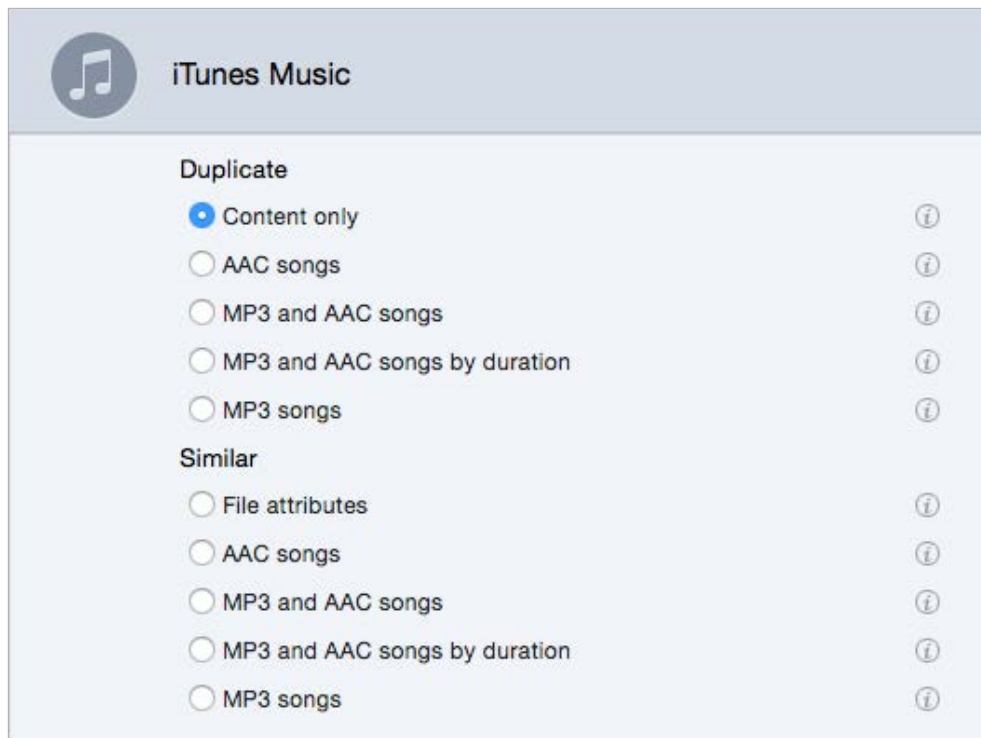 iTunes Music
Duplicate
Content only
AAC songs
MP3 and AAC songs
MP3 and AAC songs by duration
MP3 songs
Similar
File attributes
AAC songs
MP3 and AAC songs
MP3 and AAC songs by duration
MP3 songs